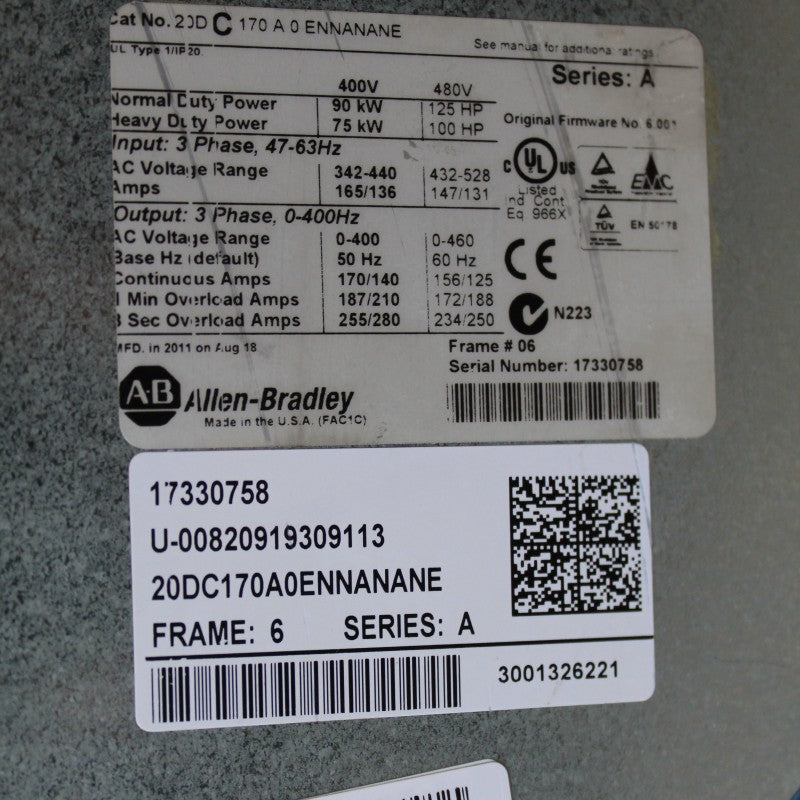 Cat No. 20D C 170 A 0 ENNANANE
UL Type 1/IP20
See manual for additional ratings
Series: A
400V 480V
Normal Duty Power 90 kW 125 HP
Heavy Duty Power 75 kW 100 HP
Original Firmware No. 6.001
Input: 3 Phase, 47-63Hz
AC Voltage Range 342-440 432-528
Amps 165/136 147/131
Output: 3 Phase, 0-400Hz
AC Voltage Range 0-400 0-460
Base Hz (default) 50 Hz 60 Hz
Continuous Amps 170/140 156/125
1 Min Overload Amps 187/210 172/188
3 Sec Overload Amps 255/280 234/250
C UL US
Listed
Ind Cont
Eq 966X
EMC
TÜV
EN 50178
CE
N223
MFD. in 2011 on Aug 18
Frame # 06
Serial Number: 17330758
A-B Allen-Bradley
Made in the U.S.A. (FAC1C)
17330758
U-00820919309113
20DC170A0ENNANANE
FRAME: 6 SERIES: A
3001326221